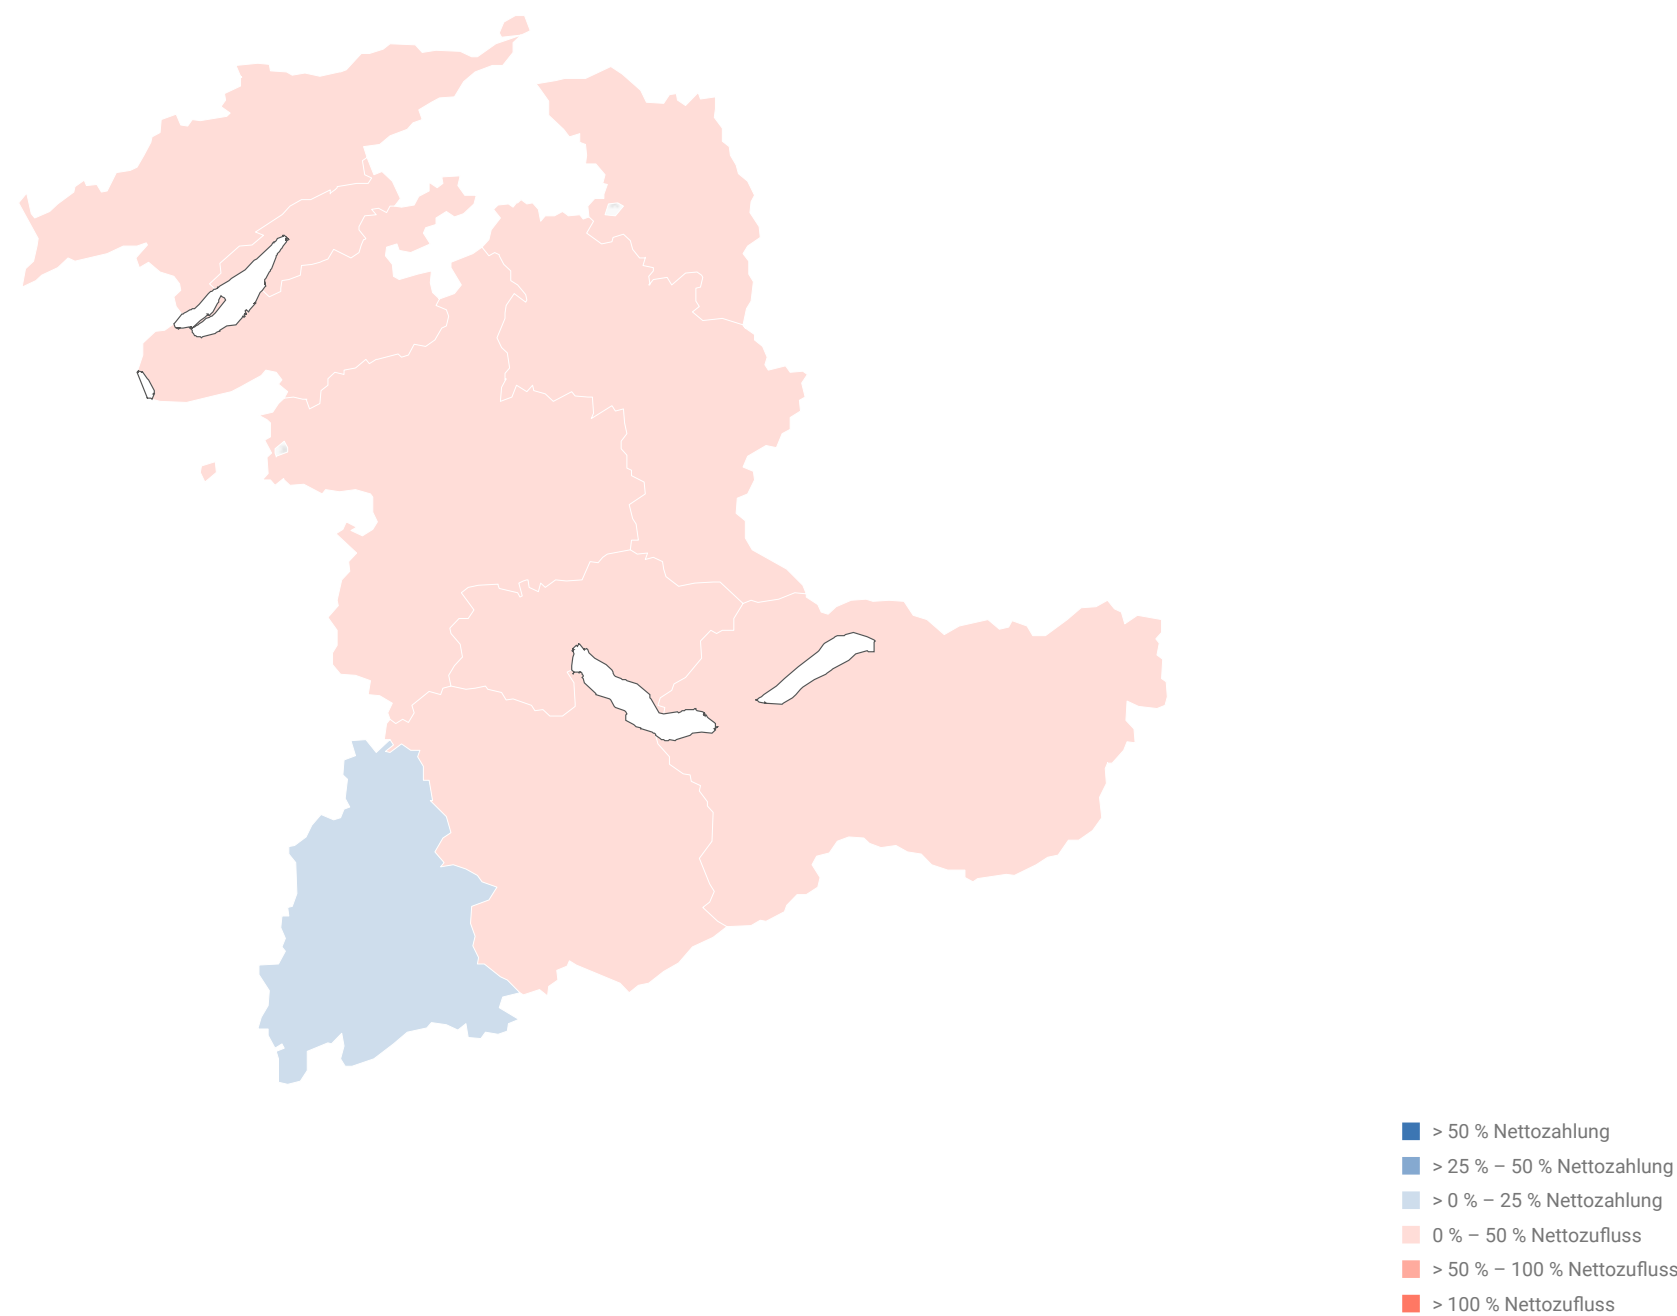 > 50 % Nettozahlung
> 25 % – 50 % Nettozahlung
> 0 % – 25 % Nettozahlung
0 % – 50 % Nettozufluss
> 50 % – 100 % Nettozufluss
> 100 % Nettozufluss